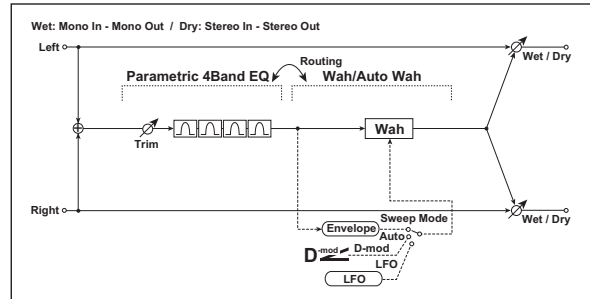 Wet: Mono In - Mono Out / Dry: Stereo In - Stereo Out
Left
Wet / Dry
Routing
Parametric 4Band EQ
Wah/Auto Wah
Trim
Wah
Right
Wet / Dry
Sweep Mode
Envelope
Auto
D-mod
D-mod
LFO
LFO